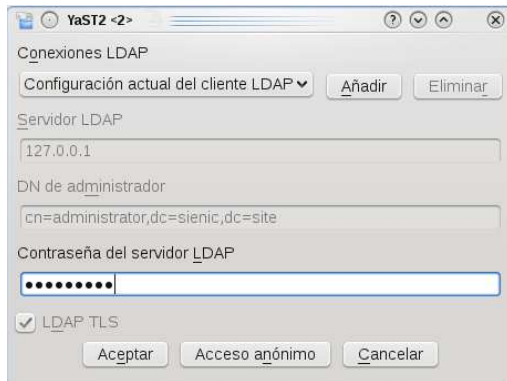 YaST2 <2>
Conexiones LDAP
Configuración actual del cliente LDAP
Añadir
Eliminar
Servidor LDAP
127.0.0.1
DN de administrador
cn=administrator,dc=sienic,dc=site
Contraseña del servidor LDAP
●●●●●●●●●
LDAP TLS
Aceptar
Acceso anónimo
Cancelar